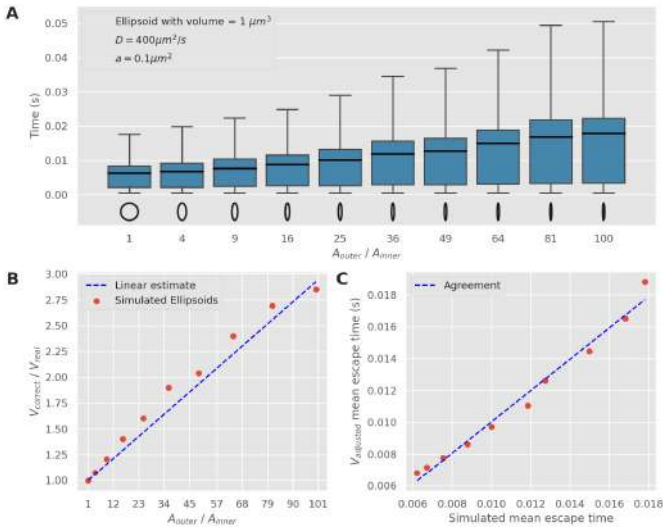 A
Ellipsoid with volume = 1 μm³
D = 400μm²/s
a = 0.1μm²
Time (s)
0.05
0.04
0.03
0.02
0.01
0.00
1 4 9 16 25 36 49 64 81 100
A_outer / A_inner
B
Linear estimate
Simulated Ellipsoids
V_correct / V_real
3.00
2.75
2.50
2.25
2.00
1.75
1.50
1.25
1.00
1 12 23 34 45 57 68 79 90 101
A_outer / A_inner
C
Agreement
V_adjusted mean escape time (s)
0.018
0.016
0.014
0.012
0.010
0.008
0.006
0.006 0.008 0.010 0.012 0.014 0.016 0.018
Simulated mean escape time